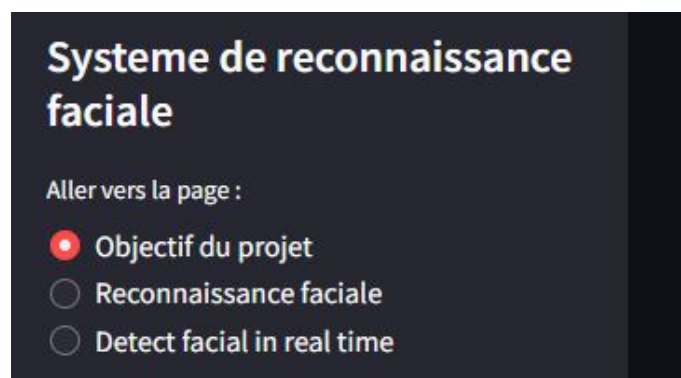 Systeme de reconnaissance
faciale
Aller vers la page :
Objectif du projet
Reconnaissance faciale
Detect facial in real time